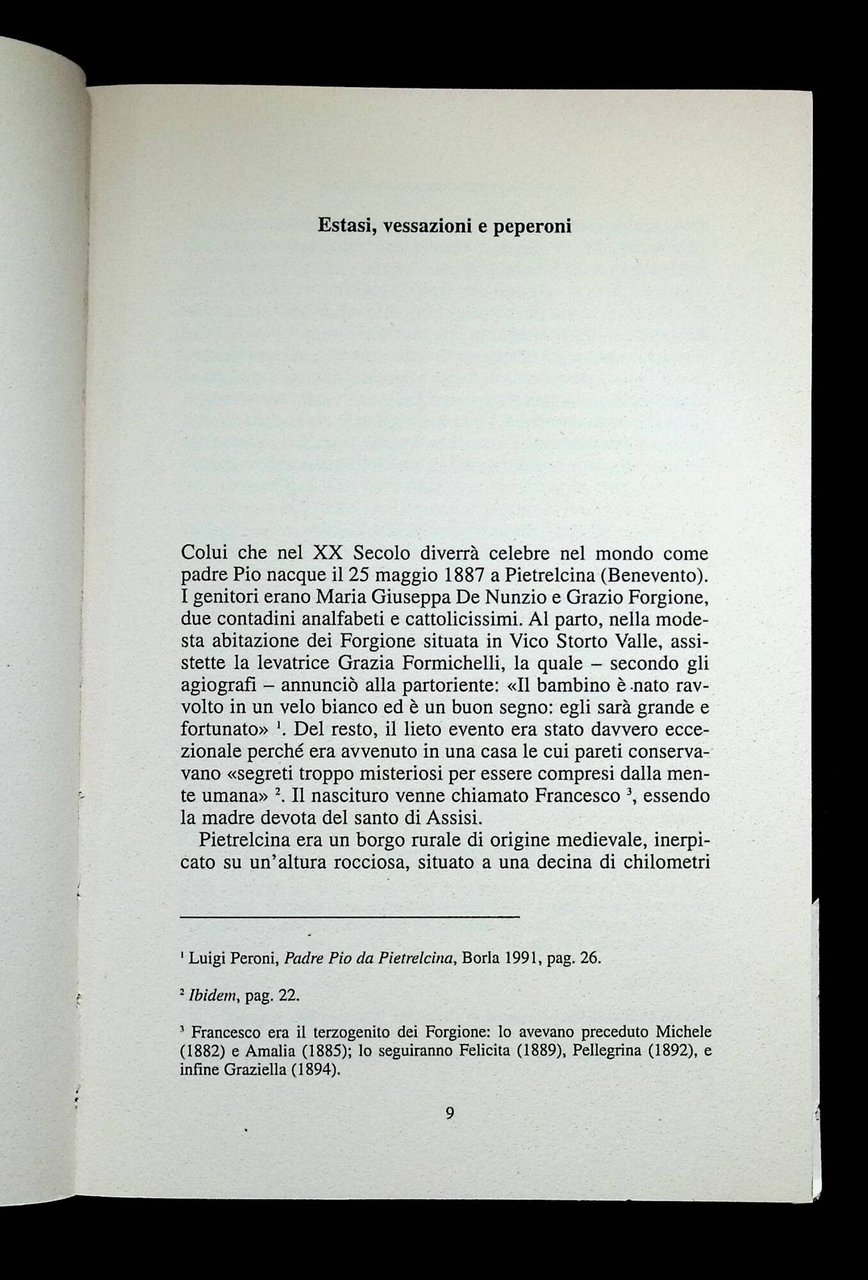 Estasi, vessazioni e peperoni
Colui che nel XX Secolo diverrà celebre nel mondo come
padre Pio nacque il 25 maggio 1887 a Pietrelcina (Benevento).
I genitori erano Maria Giuseppa De Nunzio e Grazio Forgione,
due contadini analfabeti e cattolicissimi. Al parto, nella mode-
sta abitazione dei Forgione situata in Vico Storto Valle, assi-
stette la levatrice Grazia Formichelli, la quale – secondo gli
agiografi – annunciò alla partoriente: «Il bambino è nato rav-
volto in un velo bianco ed è un buon segno: egli sarà grande e
fortunato» ¹. Del resto, il lieto evento era stato davvero ecce-
zionale perché era avvenuto in una casa le cui pareti conserva-
vano «segreti troppo misteriosi per essere compresi dalla men-
te umana» ². Il nascituro venne chiamato Francesco ³, essendo
la madre devota del santo di Assisi.
Pietrelcina era un borgo rurale di origine medievale, inerpi-
cato su un'altura rocciosa, situato a una decina di chilometri
¹ Luigi Peroni, Padre Pio da Pietrelcina, Borla 1991, pag. 26.
² Ibidem, pag. 22.
³ Francesco era il terzogenito dei Forgione: lo avevano preceduto Michele
(1882) e Amalia (1885); lo seguiranno Felicita (1889), Pellegrina (1892), e
infine Graziella (1894).
9